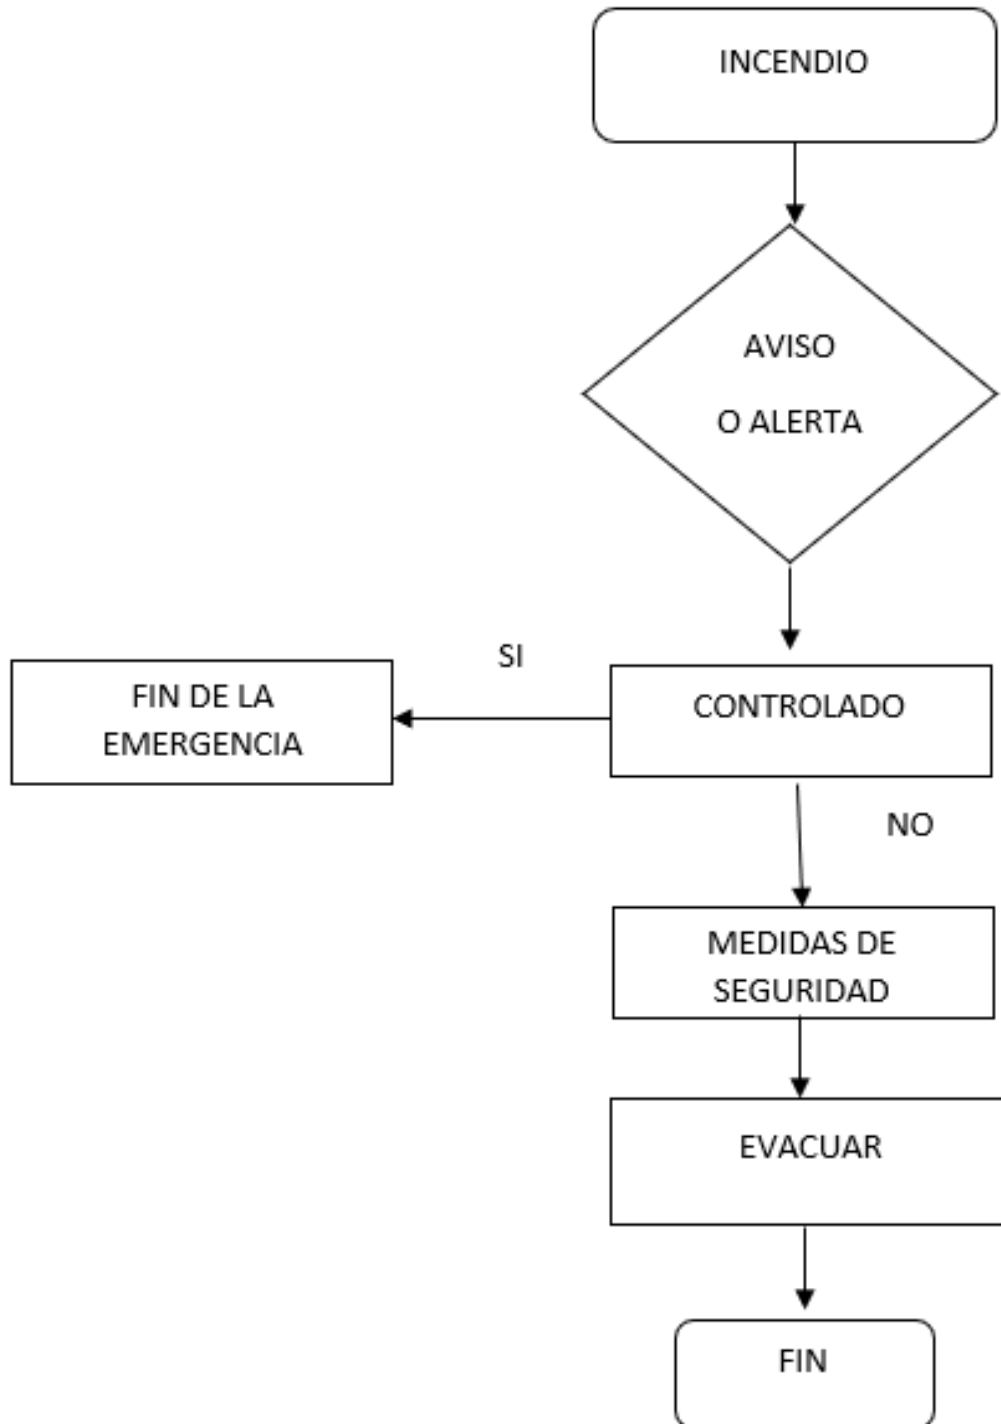 INCENDIO
AVISO
O ALERTA
SI
FIN DE LA
EMERGENCIA
CONTROLADO
NO
MEDIDAS DE
SEGURIDAD
EVACUAR
FIN